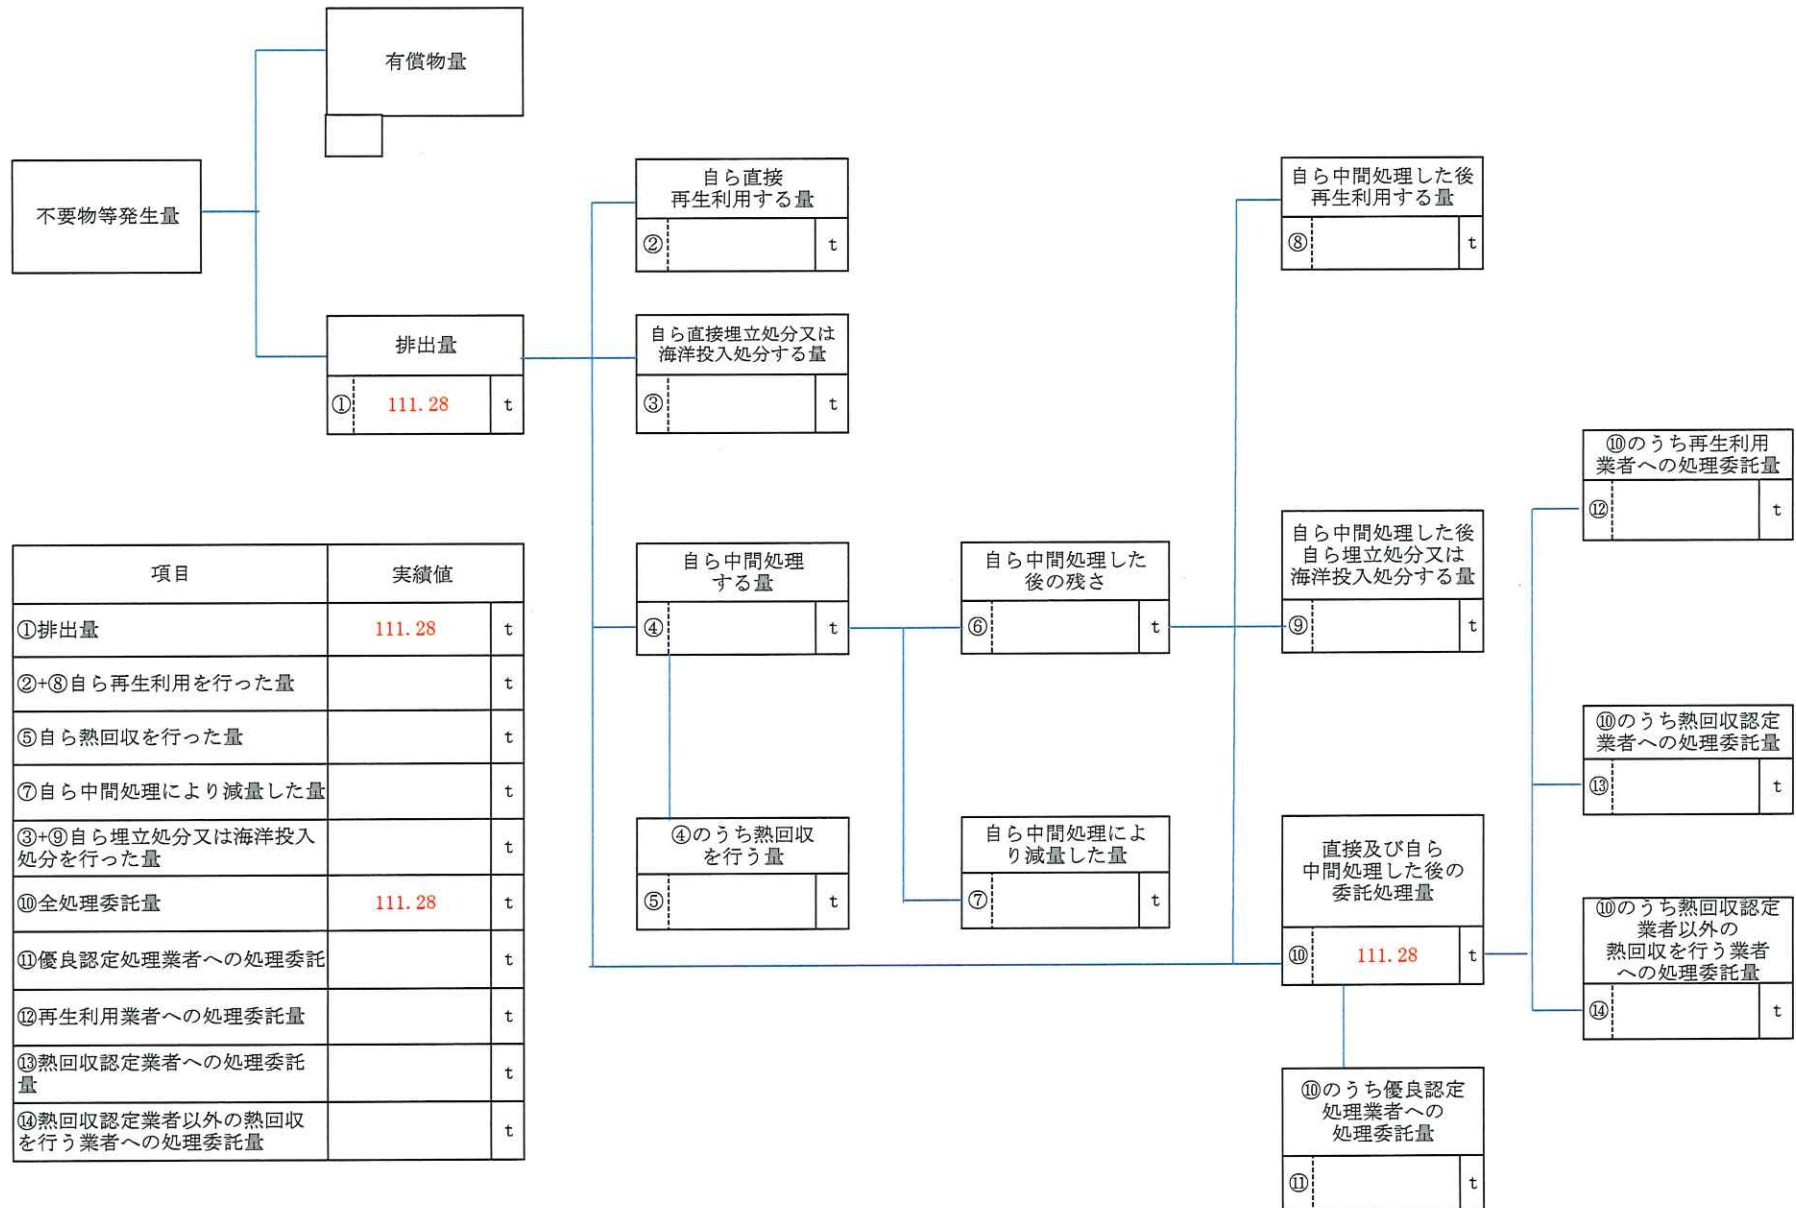 有償物量
不要物等発生量
排出量
① 111.28 t
自ら直接
再生利用する量
② t
自ら直接埋立処分又は
海洋投入処分する量
③ t
自ら中間処理
する量
④ t
④のうち熱回収
を行う量
⑤ t
自ら中間処理した
後の残さ
⑥ t
自ら中間処理によ
り減量した量
⑦ t
自ら中間処理した後
再生利用する量
⑧ t
自ら中間処理した後
自ら埋立処分又は
海洋投入処分する量
⑨ t
直接及び自ら
中間処理した後の
委託処理量
⑩ 111.28 t
⑩のうち優良認定
処理業者への
処理委託量
⑪ t
⑩のうち再生利用
業者への処理委託量
⑫ t
⑩のうち熱回収認定
業者への処理委託量
⑬ t
⑩のうち熱回収認定
業者以外の
熱回収を行う業者
への処理委託量
⑭ t
項目 実績値
①排出量 111.28 t
②+⑧自ら再生利用を行った量 t
⑤自ら熱回収を行った量 t
⑦自ら中間処理により減量した量 t
③+⑨自ら埋立処分又は海洋投入
処分を行った量 t
⑩全処理委託量 111.28 t
⑪優良認定処理業者への処理委託 t
⑫再生利用業者への処理委託量 t
⑬熱回収認定業者への処理委託
量 t
⑭熱回収認定業者以外の熱回収
を行う業者への処理委託量 t